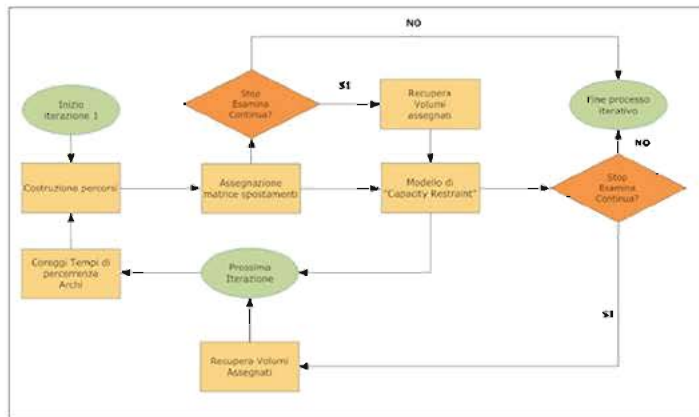 NO
Stop
Esamina
Continua?
SI
Recupera
Volumi
assegnati
Inizio
iterazione 1
Fine processo
iterativo
NO
Costruzione percorsi
Assegnazione
matrice spostamenti
Modello di
"Capacity Restraint"
Stop
Esamina
Continua?
Coreggi Tempi di
percorrenza
Archi
Prossima
Iterazione
SI
Recupera Volumi
Assegnati